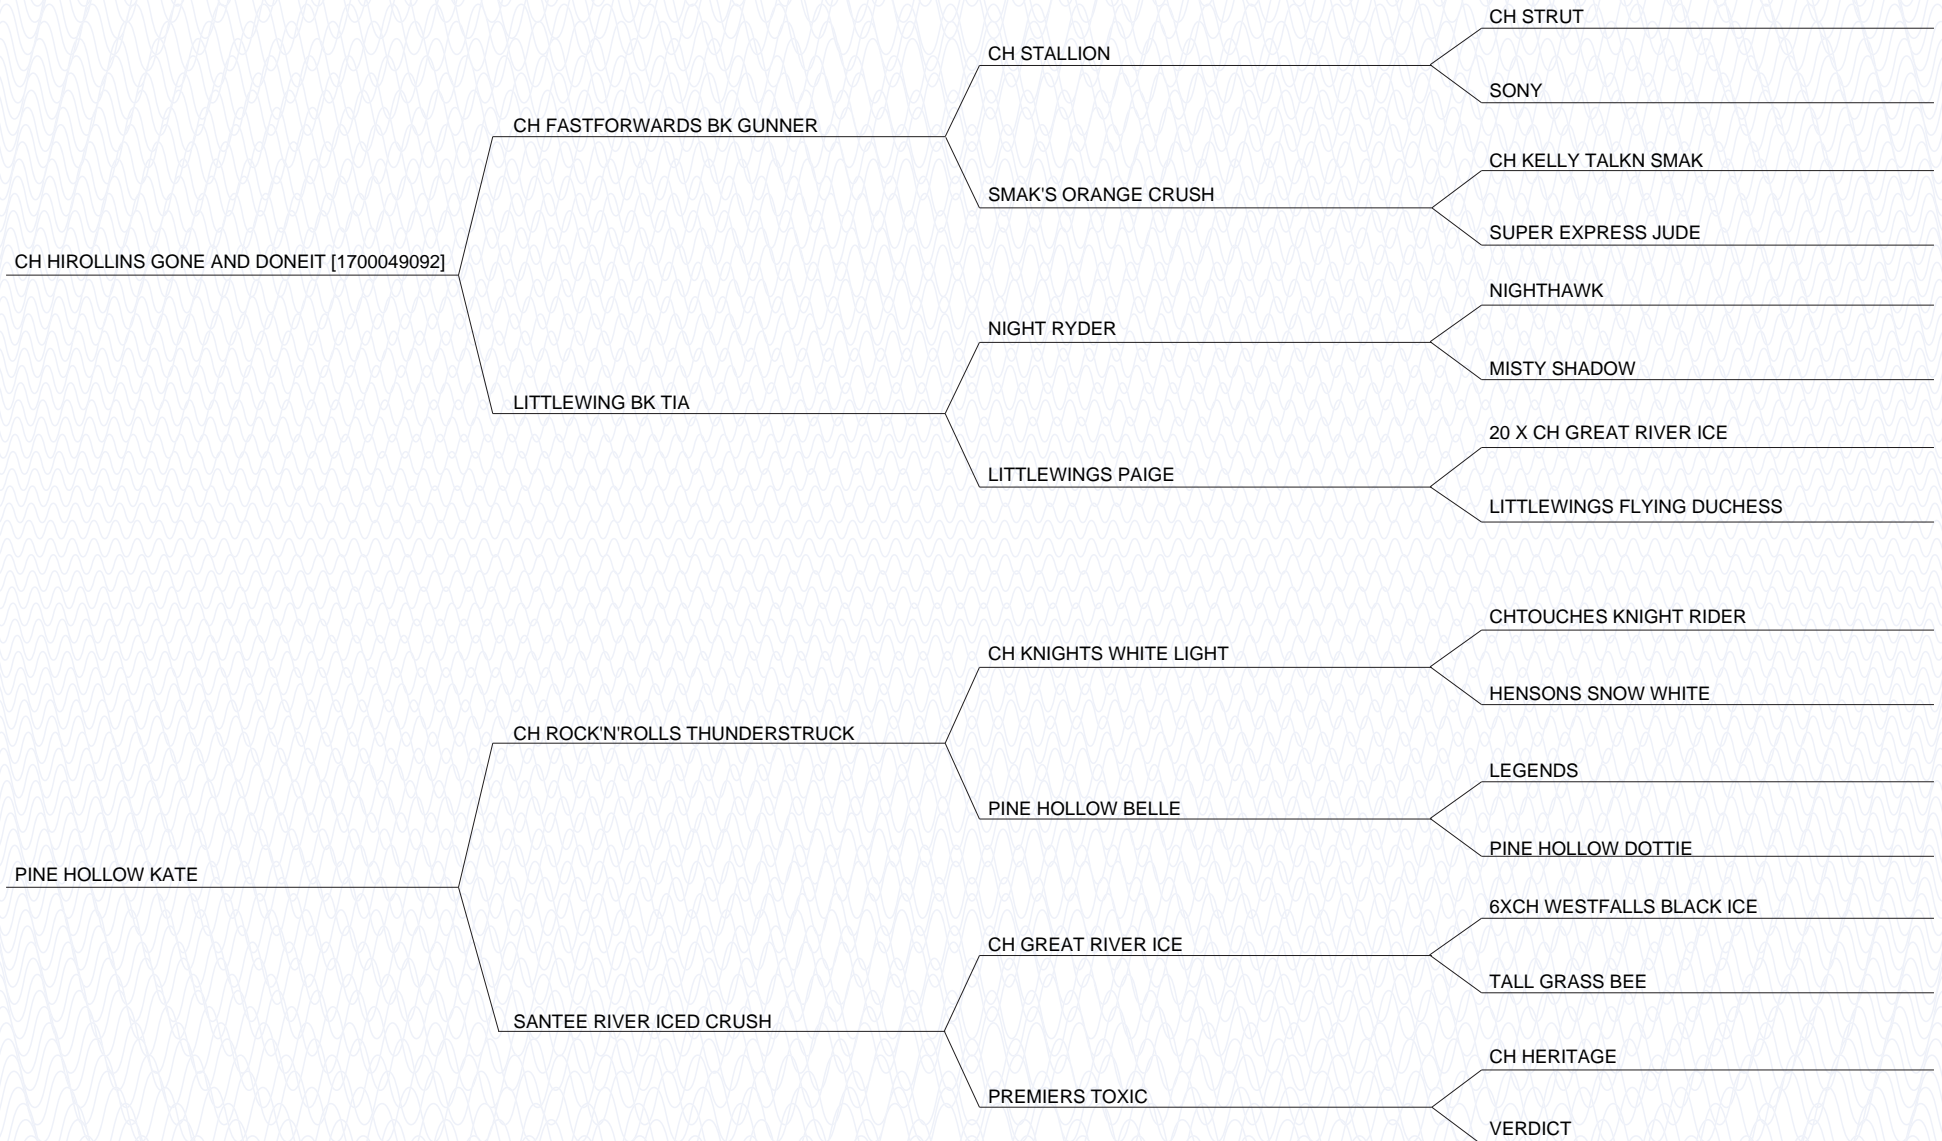 CH STRUT
CH STALLION
SONY
CH FASTFORWARDS BK GUNNER
CH KELLY TALKN SMAK
SMAK'S ORANGE CRUSH
SUPER EXPRESS JUDE
CH HIROLLINS GONE AND DONEIT [1700049092]
NIGHTHAWK
NIGHT RYDER
MISTY SHADOW
LITTLEWING BK TIA
20 X CH GREAT RIVER ICE
LITTLEWINGS PAIGE
LITTLEWINGS FLYING DUCHESS
CHTOUCHES KNIGHT RIDER
CH KNIGHTS WHITE LIGHT
HENSONS SNOW WHITE
CH ROCK'N'ROLLS THUNDERSTRUCK
LEGENDS
PINE HOLLOW BELLE
PINE HOLLOW DOTTIE
PINE HOLLOW KATE
6XCH WESTFALLS BLACK ICE
CH GREAT RIVER ICE
TALL GRASS BEE
SANTEE RIVER ICED CRUSH
CH HERITAGE
PREMIERS TOXIC
VERDICT